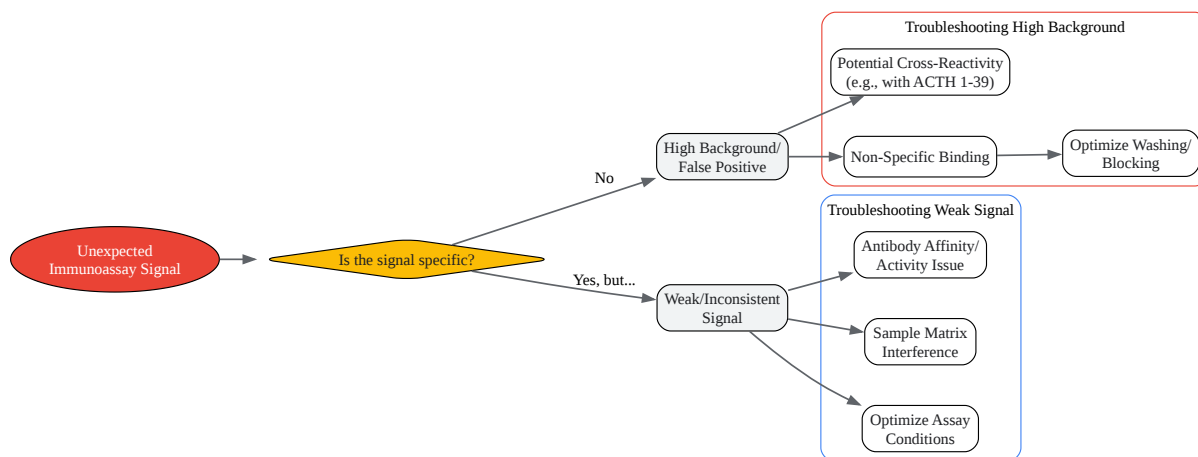 Troubleshooting High Background
Potential Cross-Reactivity
(e.g., with ACTH 1-39)
High Background/
False Positive
Non-Specific Binding
Optimize Washing/
Blocking
No
Unexpected
Immunoassay Signal
Is the signal specific?
Yes, but...
Troubleshooting Weak Signal
Antibody Affinity/
Activity Issue
Weak/Inconsistent
Signal
Sample Matrix
Interference
Optimize Assay
Conditions